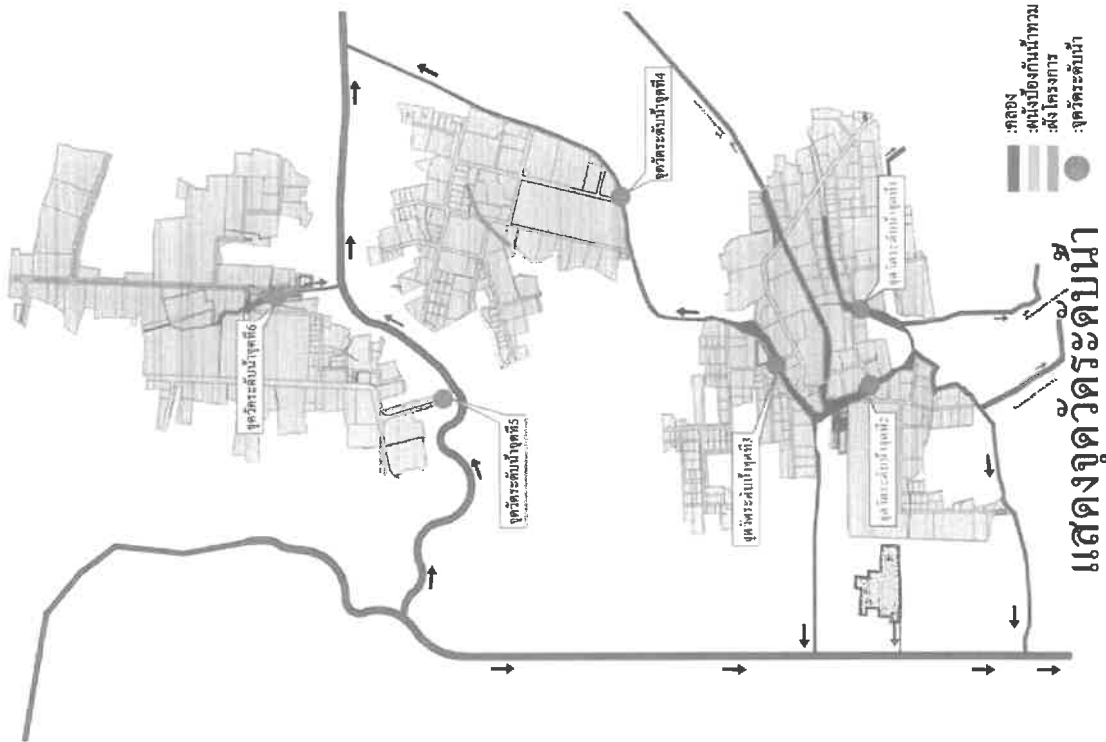 แสดงจุดวัดระดับน้ำ
:คลอง
:ผนังป้องกันน้ำท่วม
:ผังโครงการ
:จุดวัดระดับน้ำ
จุดวัดระดับน้ำจุดที่6
จุดวัดระดับน้ำจุดที่5
จุดวัดระดับน้ำจุดที่4
จุดวัดระดับน้ำจุดที่3
จุดวัดระดับน้ำจุดที่2
จุดวัดระดับน้ำจุดที่1